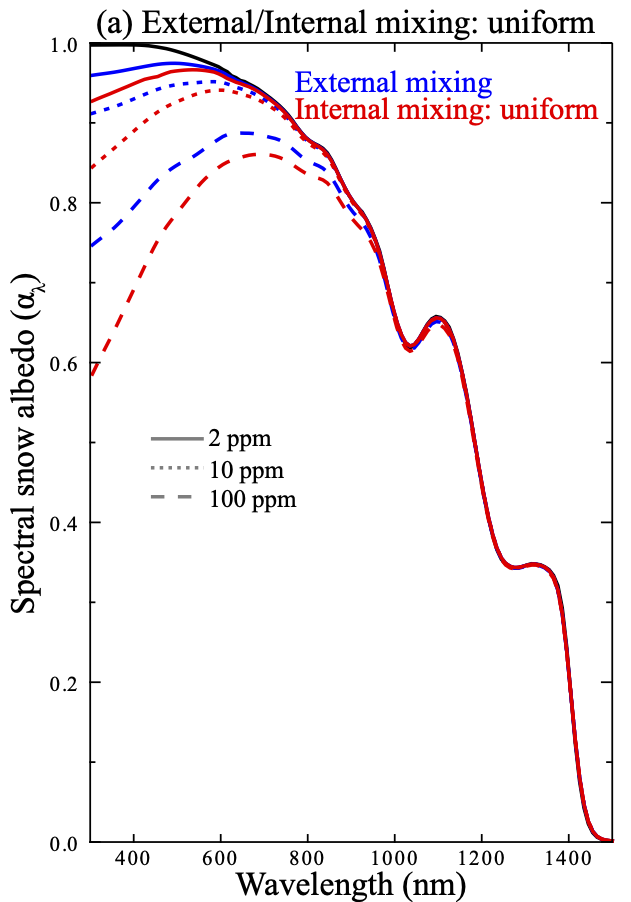 (a) External/Internal mixing: uniform
1.0
External mixing
Internal mixing: uniform
0.8
0.6
2 ppm
10 ppm
100 ppm
0.4
0.2
0.0
Spectral snow albedo (αλ)
400 600 800 1000 1200 1400
Wavelength (nm)